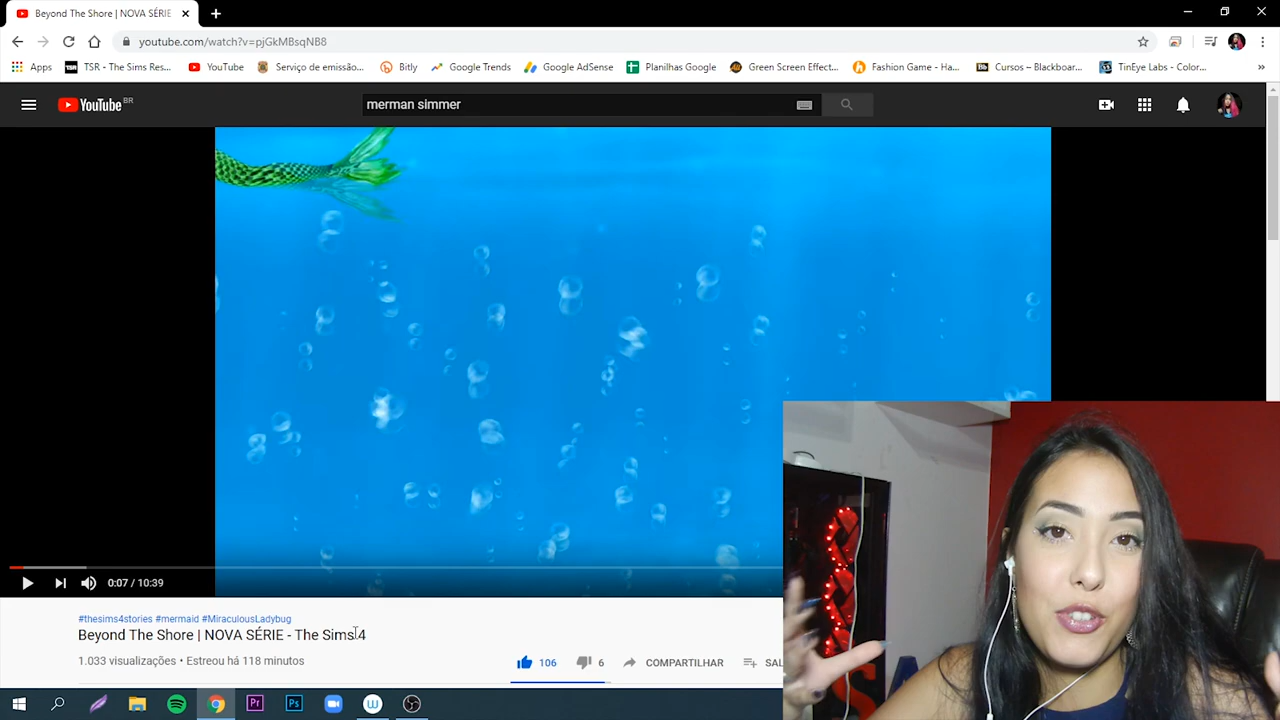 Beyond The Shore | NOVA SÉRIE
youtube.com/watch?v=pjGkMBsqNB8
Apps
TSR - The Sims Res...
YouTube
Serviço de emissão...
Bitly
Google Trends
Google AdSense
Planilhas Google
Green Screen Effect...
Fashion Game - Ha...
Cursos – Blackboar...
TinEye Labs - Color...
YouTube BR
merman simmer
0:07 / 10:39
#thesims4stories #mermaid #MiraculousLadybug
Beyond The Shore | NOVA SÉRIE - The Sims 4
1.033 visualizações • Estreou há 118 minutos
106
6
COMPARTILHAR
SAL